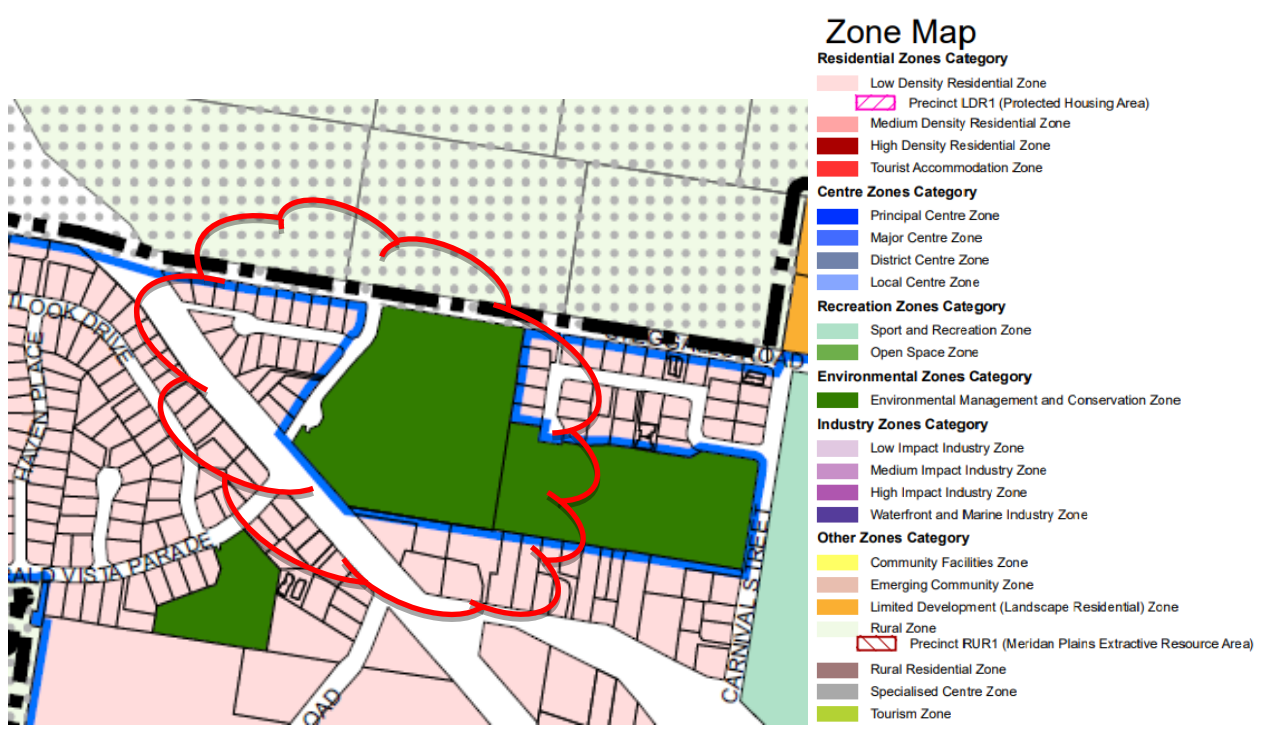 Zone Map
Residential Zones Category
Low Density Residential Zone
Precinct LDR1 (Protected Housing Area)
Medium Density Residential Zone
High Density Residential Zone
Tourist Accommodation Zone
Centre Zones Category
Principal Centre Zone
Major Centre Zone
District Centre Zone
Local Centre Zone
Recreation Zones Category
Sport and Recreation Zone
Open Space Zone
Environmental Zones Category
Environmental Management and Conservation Zone
Industry Zones Category
Low Impact Industry Zone
Medium Impact Industry Zone
High Impact Industry Zone
Waterfront and Marine Industry Zone
Other Zones Category
Community Facilities Zone
Emerging Community Zone
Limited Development (Landscape Residential) Zone
Rural Zone
Precinct RUR1 (Meridan Plains Extractive Resource Area)
Rural Residential Zone
Specialised Centre Zone
Tourism Zone
DRIVE
HAVEN PLACE
VISTA PARADE
CARNIVAL STREET
OAD